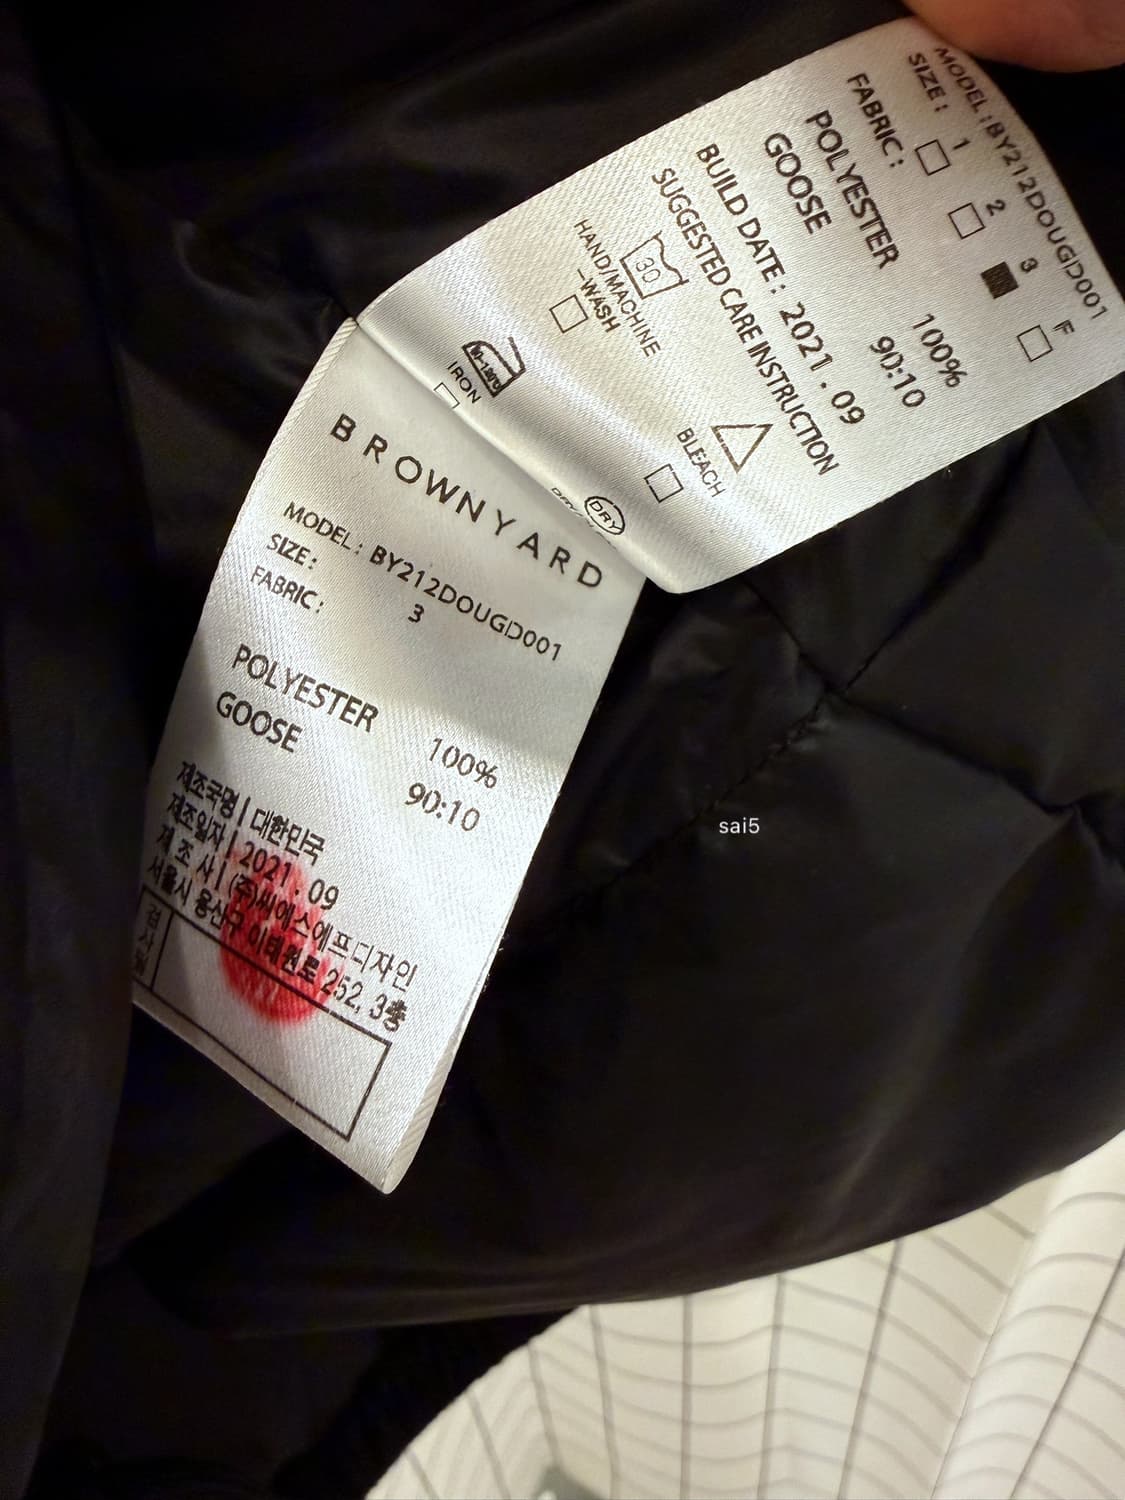 MODEL : BY212DOUGD001
SIZE : 1 2 3 F
FABRIC :
POLYESTER 100%
GOOSE 90:10
BUILD DATE : 2021 . 09
SUGGESTED CARE INSTRUCTION
30
HAND/MACHINE
-WASH
BLEACH
IRON
DRY
DRY
BROWNYARD
MODEL : BY212DOUGD001
SIZE : 3
FABRIC :
POLYESTER 100%
GOOSE 90:10
제조국명 | 대한민국
제조일자 | 2021 . 09
제 조 사 | (주)씨에스에프디자인
서울시 용산구 이태원로 252, 3층
sai5